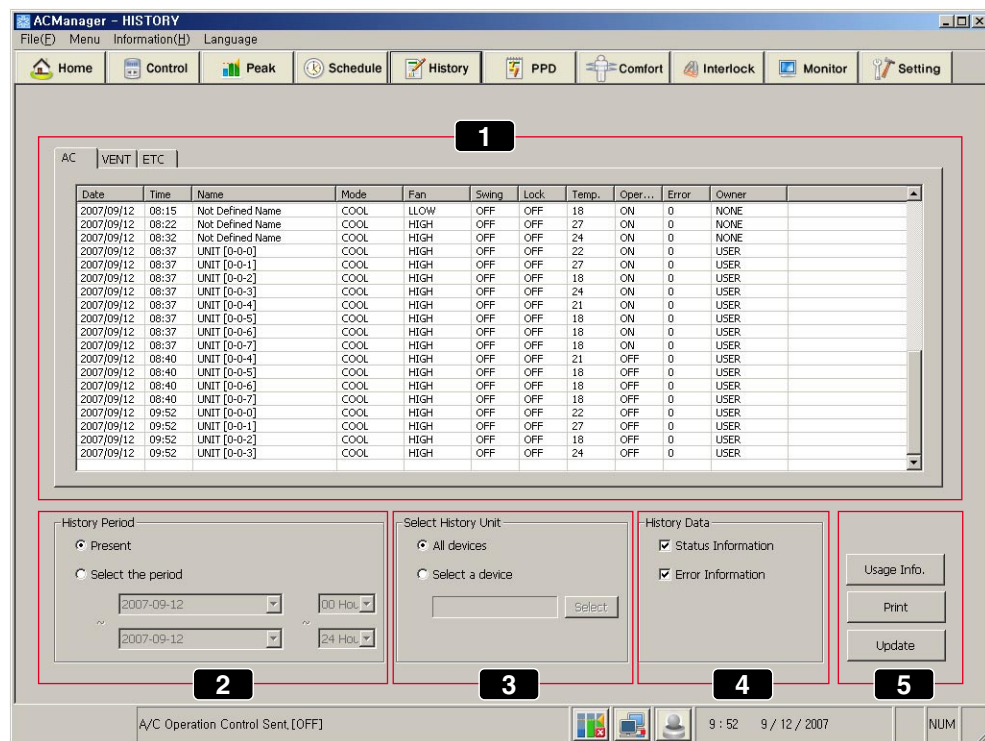 ACManager - HISTORY
File(F) Menu Information(H) Language
Home Control Peak Schedule History PPD Comfort Interlock Monitor Setting
1
AC VENT ETC
Date Time Name Mode Fan Swing Lock Temp. Oper... Error Owner
2007/09/12 08:15 Not Defined Name COOL LLOW OFF OFF 18 ON 0 NONE
2007/09/12 08:22 Not Defined Name COOL HIGH OFF OFF 27 ON 0 NONE
2007/09/12 08:32 Not Defined Name COOL HIGH OFF OFF 24 ON 0 NONE
2007/09/12 08:37 UNIT [0-0-0] COOL HIGH OFF OFF 22 ON 0 USER
2007/09/12 08:37 UNIT [0-0-1] COOL HIGH OFF OFF 27 ON 0 USER
2007/09/12 08:37 UNIT [0-0-2] COOL HIGH OFF OFF 18 ON 0 USER
2007/09/12 08:37 UNIT [0-0-3] COOL HIGH OFF OFF 24 ON 0 USER
2007/09/12 08:37 UNIT [0-0-4] COOL HIGH OFF OFF 21 ON 0 USER
2007/09/12 08:37 UNIT [0-0-5] COOL HIGH OFF OFF 18 ON 0 USER
2007/09/12 08:37 UNIT [0-0-6] COOL HIGH OFF OFF 18 ON 0 USER
2007/09/12 08:37 UNIT [0-0-7] COOL HIGH OFF OFF 18 ON 0 USER
2007/09/12 08:40 UNIT [0-0-4] COOL HIGH OFF OFF 21 OFF 0 USER
2007/09/12 08:40 UNIT [0-0-5] COOL HIGH OFF OFF 18 OFF 0 USER
2007/09/12 08:40 UNIT [0-0-6] COOL HIGH OFF OFF 18 OFF 0 USER
2007/09/12 08:40 UNIT [0-0-7] COOL HIGH OFF OFF 18 OFF 0 USER
2007/09/12 09:52 UNIT [0-0-0] COOL HIGH OFF OFF 22 OFF 0 USER
2007/09/12 09:52 UNIT [0-0-1] COOL HIGH OFF OFF 27 OFF 0 USER
2007/09/12 09:52 UNIT [0-0-2] COOL HIGH OFF OFF 18 OFF 0 USER
2007/09/12 09:52 UNIT [0-0-3] COOL HIGH OFF OFF 24 OFF 0 USER
History Period
Present
Select the period
2007-09-12 00 Hou
~ ~
2007-09-12 24 Hou
2
Select History Unit
All devices
Select a device
Select
3
History Data
Status Information
Error Information
4
Usage Info.
Print
Update
5
A/C Operation Control Sent.[OFF] 9 : 52 9 / 12 / 2007 NUM